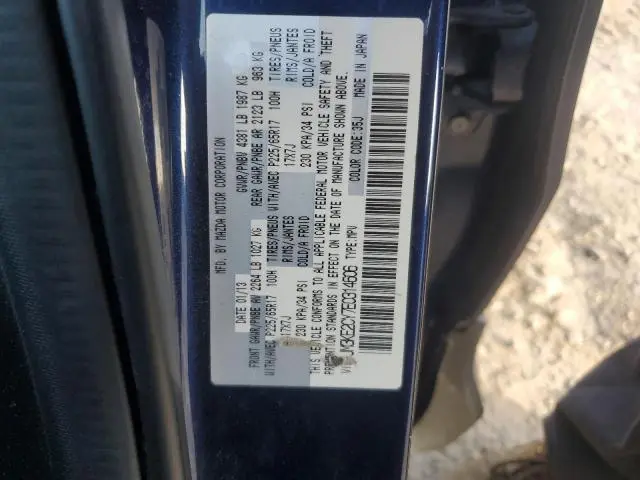 MFD. BY MAZDA MOTOR CORPORATION
DATE 01/13 GVWR/PNBV 4381 LB 1987 KG
FRONT GAWR/PNBE AV 2264 LB 1027 KG REAR GAWR/PNBE AR 2123 LB 963 KG
WITH/AVEC P225/65R17 100H TIRES/PNEUS WITH/AVEC P225/65R17 100H TIRES/PNEUS
17X7J RIMS/JANTES 17X7J RIMS/JANTES
230 KPA/34 PSI COLD/A FROID 230 KPA/34 PSI COLD/A FROID
THIS VEHICLE CONFORMS TO ALL APPLICABLE FEDERAL MOTOR VEHICLE SAFETY AND THEFT
PREVENTION STANDARDS IN EFFECT ON THE DATE OF MANUFACTURE SHOWN ABOVE.
JM3KE2CY7E0314606 TYPE:MPV COLOR CODE:35J MADE IN JAPAN